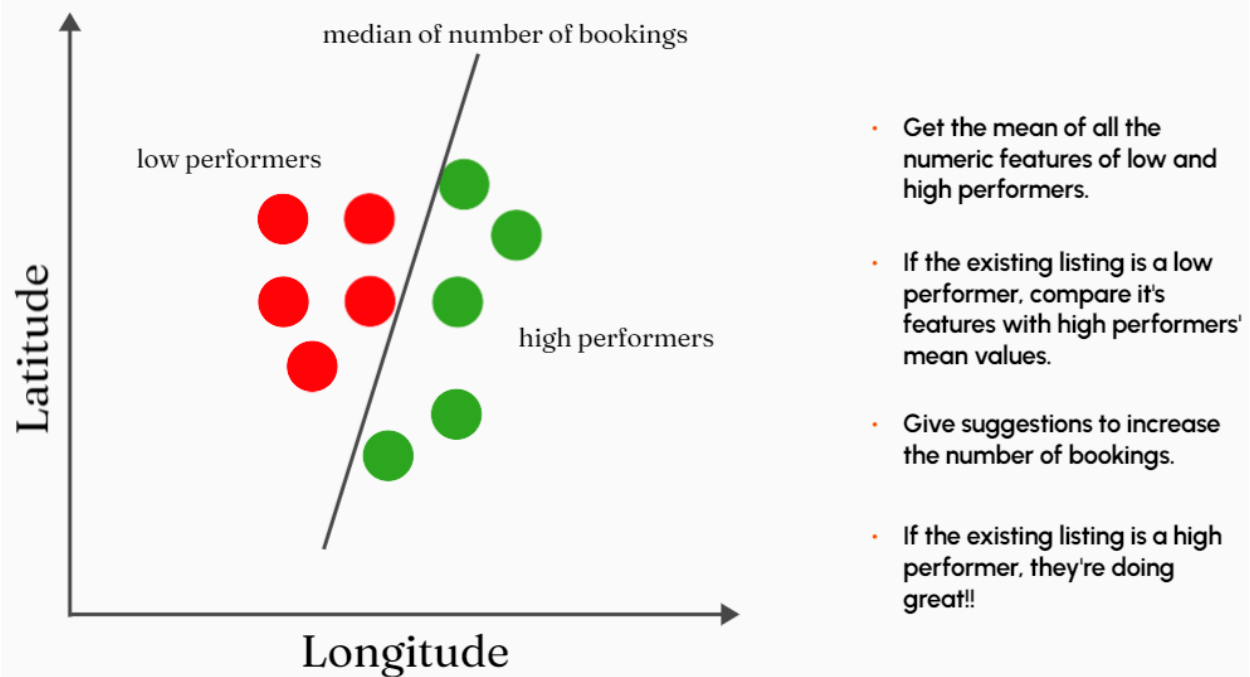 median of number of bookings
low performers
high performers
Latitude
Longitude
• Get the mean of all the
numeric features of low and
high performers.
• If the existing listing is a low
performer, compare it's
features with high performers'
mean values.
• Give suggestions to increase
the number of bookings.
• If the existing listing is a high
performer, they're doing
great!!